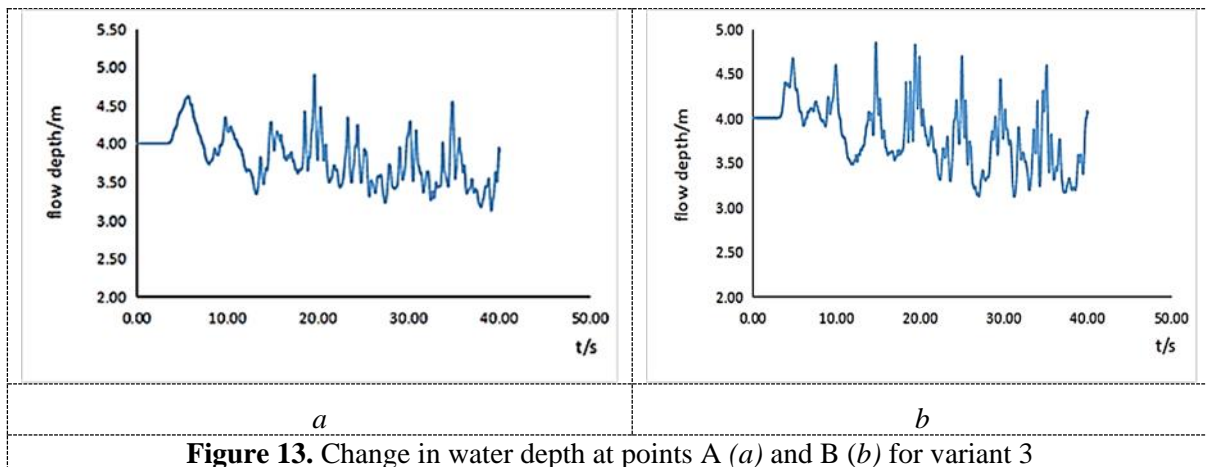 5.50
5.00
4.50
4.00
3.50
3.00
2.50
2.00
flow depth/m
0.00 10.00 20.00 30.00 40.00 50.00
t/s
5.00
4.50
4.00
3.50
3.00
2.50
2.00
flow depth/m
0.00 10.00 20.00 30.00 40.00 50.00
t/s
a
b
Figure 13. Change in water depth at points A (a) and B (b) for variant 3